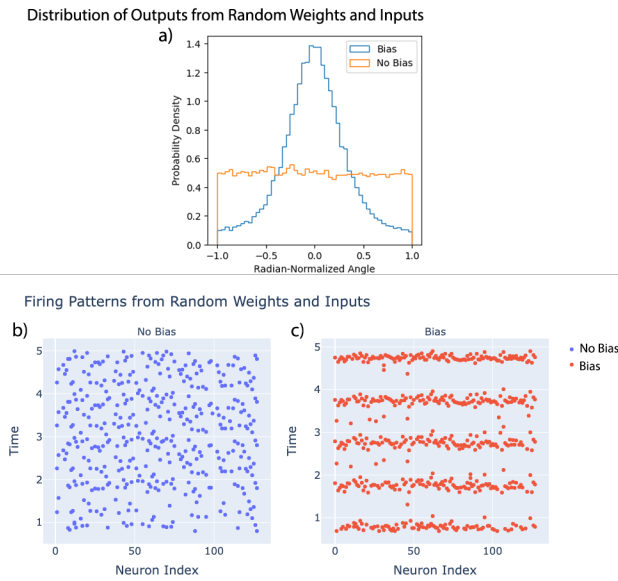 Distribution of Outputs from Random Weights and Inputs
a)
Bias
No Bias
1.4
1.2
1.0
0.8
0.6
0.4
0.2
0.0
Probability Density
−1.0 −0.5 0.0 0.5 1.0
Radian-Normalized Angle
Firing Patterns from Random Weights and Inputs
b)
No Bias
5
4
3
2
1
Time
0 50 100
Neuron Index
c)
Bias
5
4
3
2
1
Time
0 50 100
Neuron Index
No Bias
Bias